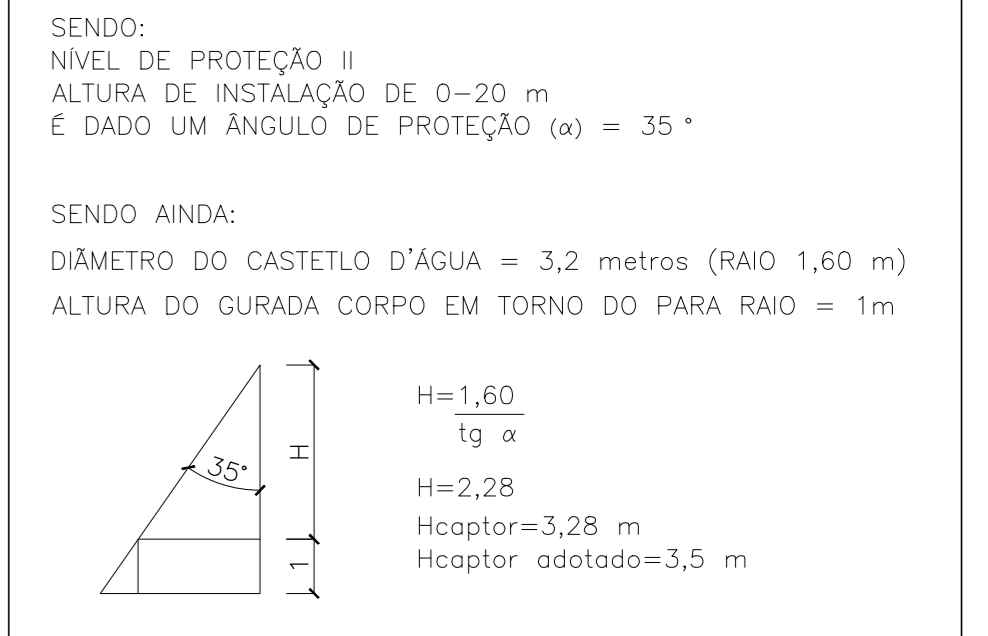 SENDO:
NÍVEL DE PROTEÇÃO II
ALTURA DE INSTALAÇÃO DE 0-20 m
É DADO UM ÂNGULO DE PROTEÇÃO (α) = 35°
SENDO AINDA:
DIÃMETRO DO CASTETLO D'ÁGUA = 3,2 metros (RAIO 1,60 m)
ALTURA DO GURADA CORPO EM TORNO DO PARA RAIO = 1m
35°
H
1
H=1,60
tg α
H=2,28
Hcaptor=3,28 m
Hcaptor adotado=3,5 m